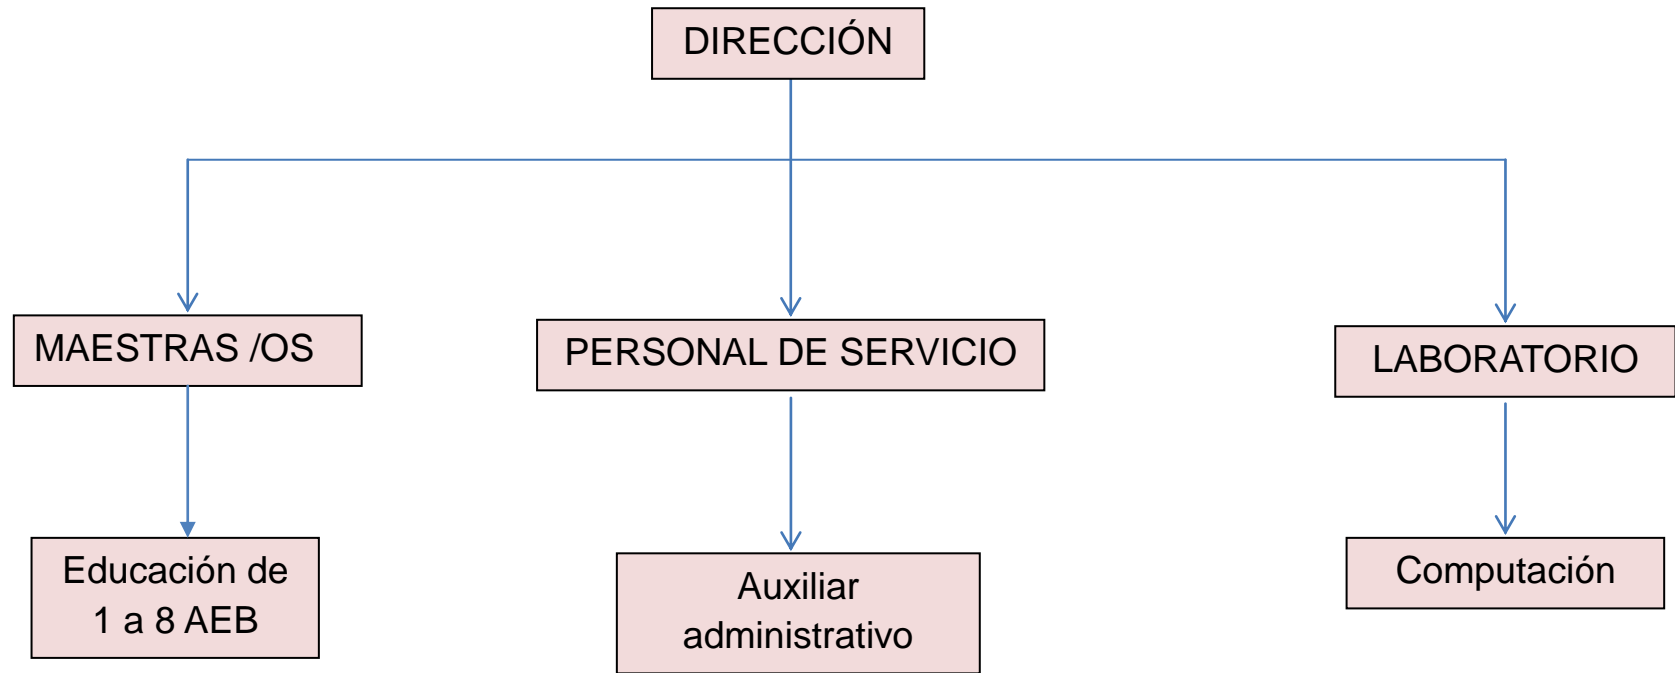 DIRECCIÓN
MAESTRAS /OS
PERSONAL DE SERVICIO
LABORATORIO
Educación de
1 a 8 AEB
Auxiliar
administrativo
Computación